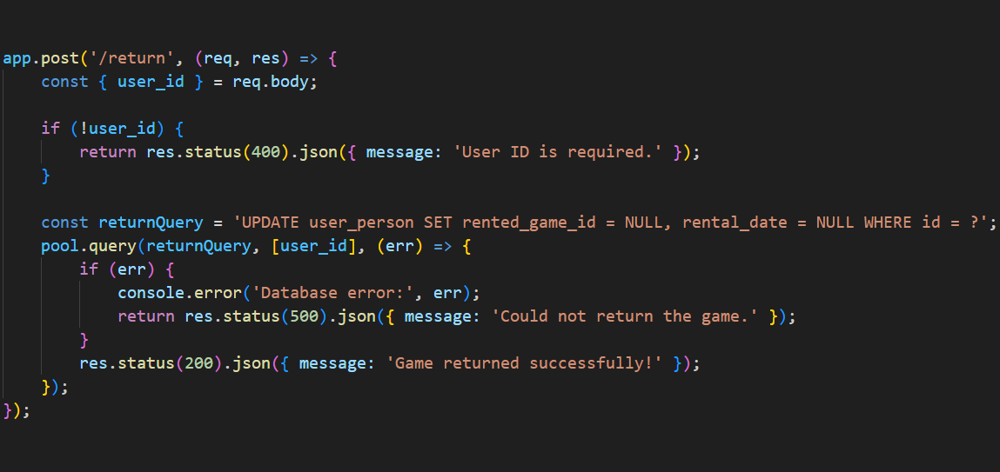 app.post('/return', (req, res) => {
    const { user_id } = req.body;

    if (!user_id) {
        return res.status(400).json({ message: 'User ID is required.' });
    }

    const returnQuery = 'UPDATE user_person SET rented_game_id = NULL, rental_date = NULL WHERE id = ?';
    pool.query(returnQuery, [user_id], (err) => {
        if (err) {
            console.error('Database error:', err);
            return res.status(500).json({ message: 'Could not return the game.' });
        }
        res.status(200).json({ message: 'Game returned successfully!' });
    });
});